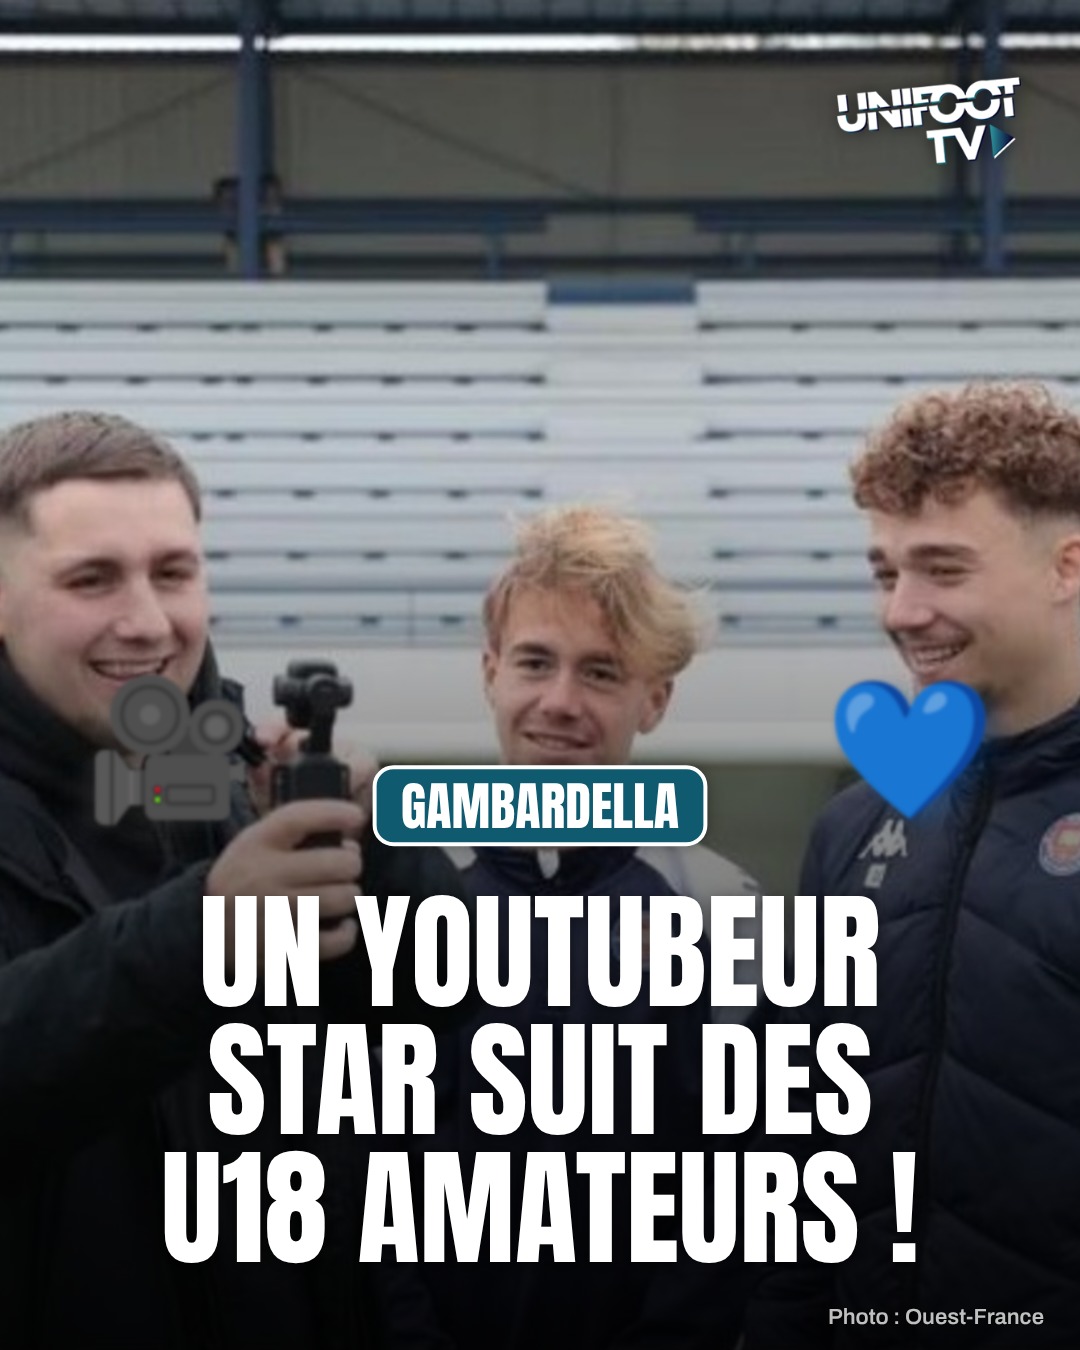 UNIFOOT
TV
GAMBARDELLA
UN YOUTUBEUR
STAR SUIT DES
U18 AMATEURS !
Photo : Ouest-France